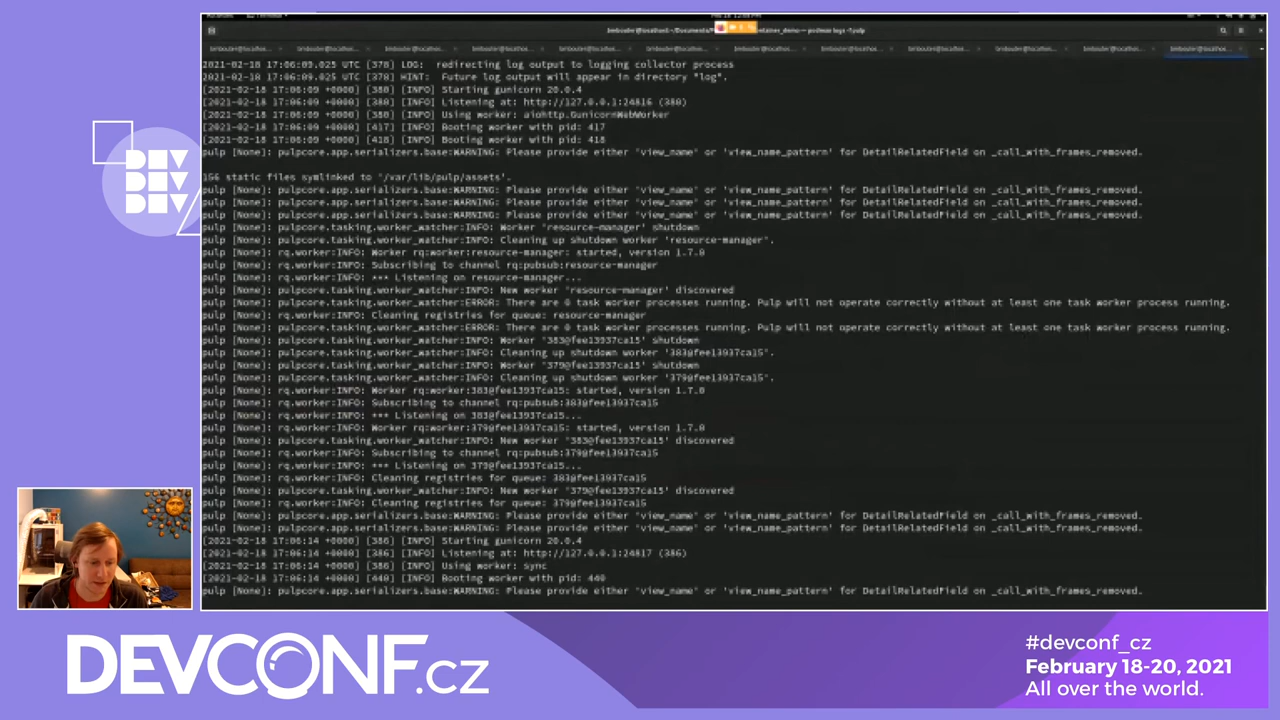 bmbouter@localhos...
bmbouter@localhos...
bmbouter@localhos...
bmbouter@localhos...
bmbouter@localhos...
bmbouter@localhos...
bmbouter@localhos...
bmbouter@localhos...
bmbouter@localhos...
bmbouter@localhos...
bmbouter@localhos...
bmbouter@localhos...
2021-02-18 17:06:09.025 UTC [378] LOG:  redirecting log output to logging collector process
2021-02-18 17:06:09.025 UTC [378] HINT:  Future log output will appear in directory "log".
[2021-02-18 17:06:09 +0000] [380] [INFO] Starting gunicorn 20.0.4
[2021-02-18 17:06:09 +0000] [380] [INFO] Listening at: http://127.0.0.1:24816 (380)
[2021-02-18 17:06:09 +0000] [380] [INFO] Using worker: aiohttp.GunicornWebWorker
[2021-02-18 17:06:09 +0000] [417] [INFO] Booting worker with pid: 417
[2021-02-18 17:06:09 +0000] [418] [INFO] Booting worker with pid: 418
pulp [None]: pulpcore.app.serializers.base:WARNING: Please provide either 'view_name' or 'view_name_pattern' for DetailRelatedField on _call_with_frames_removed.
156 static files symlinked to '/var/lib/pulp/assets'.
pulp [None]: pulpcore.app.serializers.base:WARNING: Please provide either 'view_name' or 'view_name_pattern' for DetailRelatedField on _call_with_frames_removed.
pulp [None]: pulpcore.app.serializers.base:WARNING: Please provide either 'view_name' or 'view_name_pattern' for DetailRelatedField on _call_with_frames_removed.
pulp [None]: pulpcore.app.serializers.base:WARNING: Please provide either 'view_name' or 'view_name_pattern' for DetailRelatedField on _call_with_frames_removed.
pulp [None]: pulpcore.tasking.worker_watcher:INFO: Worker 'resource-manager' shutdown
pulp [None]: pulpcore.tasking.worker_watcher:INFO: Cleaning up shutdown worker 'resource-manager'.
pulp [None]: rq.worker:INFO: Worker rq:worker:resource-manager: started, version 1.7.0
pulp [None]: rq.worker:INFO: Subscribing to channel rq:pubsub:resource-manager
pulp [None]: rq.worker:INFO: *** Listening on resource-manager...
pulp [None]: pulpcore.tasking.worker_watcher:INFO: New worker 'resource-manager' discovered
pulp [None]: pulpcore.tasking.worker_watcher:ERROR: There are 0 task worker processes running. Pulp will not operate correctly without at least one task worker process running.
pulp [None]: rq.worker:INFO: Cleaning registries for queue: resource-manager
pulp [None]: pulpcore.tasking.worker_watcher:ERROR: There are 0 task worker processes running. Pulp will not operate correctly without at least one task worker process running.
pulp [None]: pulpcore.tasking.worker_watcher:INFO: Worker '383@fee13937ca15' shutdown
pulp [None]: pulpcore.tasking.worker_watcher:INFO: Cleaning up shutdown worker '383@fee13937ca15'.
pulp [None]: pulpcore.tasking.worker_watcher:INFO: Worker '379@fee13937ca15' shutdown
pulp [None]: pulpcore.tasking.worker_watcher:INFO: Cleaning up shutdown worker '379@fee13937ca15'.
pulp [None]: rq.worker:INFO: Worker rq:worker:383@fee13937ca15: started, version 1.7.0
pulp [None]: rq.worker:INFO: Subscribing to channel rq:pubsub:383@fee13937ca15
pulp [None]: rq.worker:INFO: *** Listening on 383@fee13937ca15...
pulp [None]: rq.worker:INFO: Worker rq:worker:379@fee13937ca15: started, version 1.7.0
pulp [None]: pulpcore.tasking.worker_watcher:INFO: New worker '383@fee13937ca15' discovered
pulp [None]: rq.worker:INFO: Subscribing to channel rq:pubsub:379@fee13937ca15
pulp [None]: rq.worker:INFO: *** Listening on 379@fee13937ca15...
pulp [None]: rq.worker:INFO: Cleaning registries for queue: 383@fee13937ca15
pulp [None]: pulpcore.tasking.worker_watcher:INFO: New worker '379@fee13937ca15' discovered
pulp [None]: rq.worker:INFO: Cleaning registries for queue: 379@fee13937ca15
pulp [None]: pulpcore.app.serializers.base:WARNING: Please provide either 'view_name' or 'view_name_pattern' for DetailRelatedField on _call_with_frames_removed.
pulp [None]: pulpcore.app.serializers.base:WARNING: Please provide either 'view_name' or 'view_name_pattern' for DetailRelatedField on _call_with_frames_removed.
[2021-02-18 17:06:14 +0000] [386] [INFO] Starting gunicorn 20.0.4
[2021-02-18 17:06:14 +0000] [386] [INFO] Listening at: http://127.0.0.1:24817 (386)
[2021-02-18 17:06:14 +0000] [386] [INFO] Using worker: sync
[2021-02-18 17:06:14 +0000] [440] [INFO] Booting worker with pid: 440
pulp [None]: pulpcore.app.serializers.base:WARNING: Please provide either 'view_name' or 'view_name_pattern' for DetailRelatedField on _call_with_frames_removed.
DEV
DEV
DEV
DEVCONF.cz
#devconf_cz
February 18-20, 2021
All over the world.